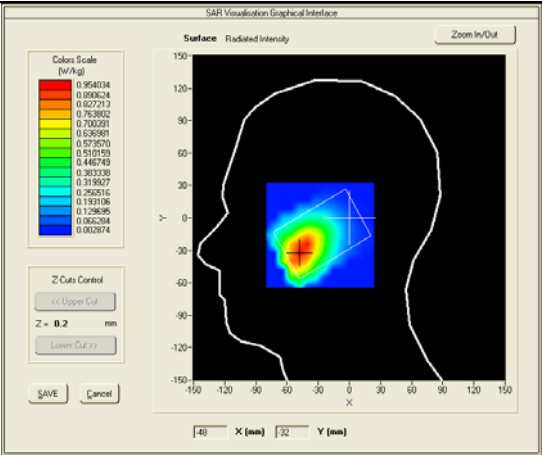 SAR Visualisation Graphical Interface
Surface Radiated Intensity
Zoom In/Out
Colors Scale
(W/kg)
0.954034
0.890624
0.827213
0.763802
0.700391
0.636981
0.573570
0.510159
0.446749
0.383338
0.319927
0.256516
0.193106
0.129695
0.066284
0.002874
Z-Cuts Control
<< Upper Cut
Z = 0.2 mm
Lower Cut >>
SAVE Cancel
150-
120-
90-
60-
30-
0-
-30-
-60-
-90-
-120-
-150-
Y
-150 -120 -90 -60 -30 0 30 60 90 120 150
X
-48 X (mm) -32 Y (mm)